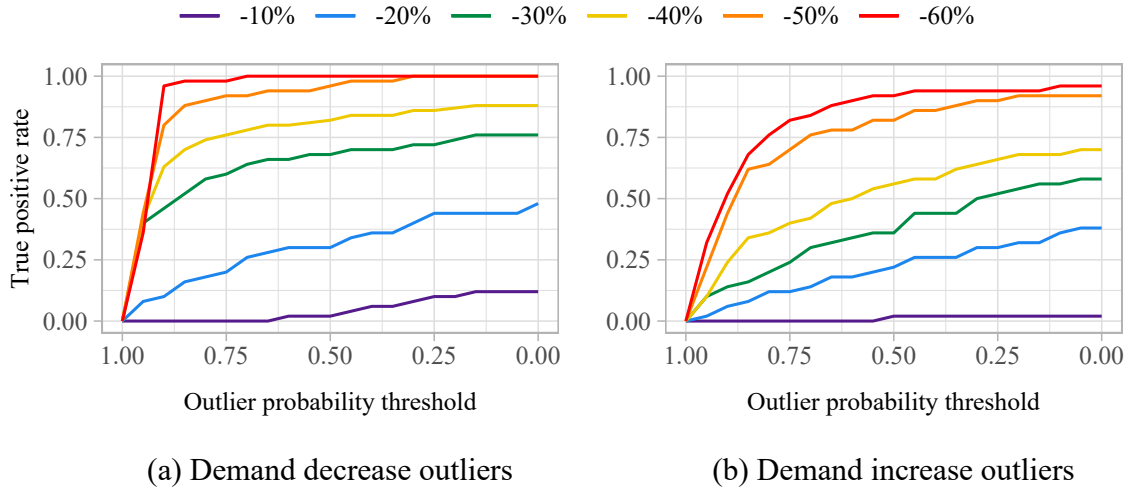 -10% -20% -30% -40% -50% -60%
True positive rate
1.00
0.75
0.50
0.25
0.00
1.00 0.75 0.50 0.25 0.00
Outlier probability threshold
(a) Demand decrease outliers
1.00
0.75
0.50
0.25
0.00
1.00 0.75 0.50 0.25 0.00
Outlier probability threshold
(b) Demand increase outliers